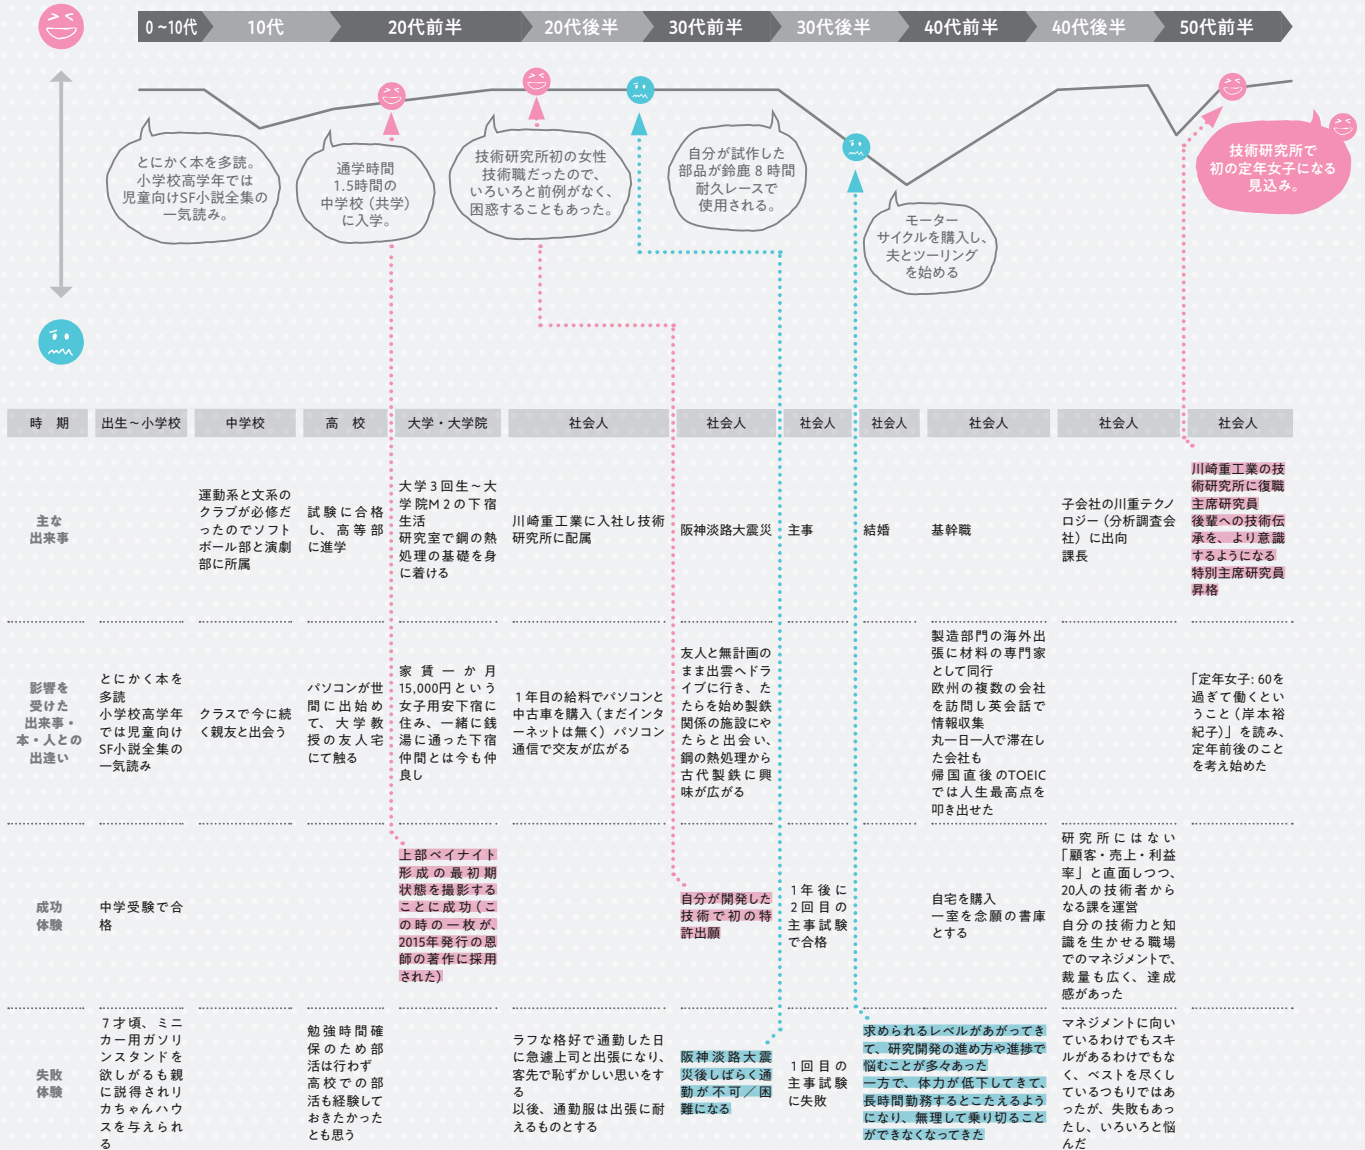 0~10代
10代
20代前半
20代後半
30代前半
30代後半
40代前半
40代後半
50代前半
とにかく本を多読。
小学校高学年では
児童向けSF小説全集の
一気読み。
通学時間
1.5時間の
中学校(共学)
に入学。
技術研究所初の女性
技術職だったので、
いろいろと前例がなく、
困惑することもあった。
自分が試作した
部品が鈴鹿8時間
耐久レースで
使用される。
モーター
サイクルを購入し、
夫とツーリング
を始める
技術研究所で
初の定年女子になる
見込み。
時 期
出生~小学校
中学校
高 校
大学・大学院
社会人
社会人
社会人
社会人
社会人
社会人
社会人
主な
出来事
運動系と文系の
クラブが必修だ
ったのでソフト
ボール部と演劇
部に所属
試験に合格
し、高等部
に進学
大学3回生~大
学院M2の下宿
生活
研究室で鋼の熱
処理の基礎を身
に着ける
川崎重工業に入社し技術
研究所に配属
阪神淡路大震災
主事
結婚
基幹職
子会社の川重テクノ
ロジー(分析調査会
社)に出向
課長
川崎重工業の技
術研究所に復職
主席研究員
後輩への技術伝
承を、より意識
するようになる
特別主席研究員
昇格
影響を
受けた
出来事・
本・人との
出逢い
とにかく本を
多読
小学校高学年
では児童向け
SF小説全集の
一気読み
クラスで今に続
く親友と出会う
パソコンが世
間に出始め
て、大学教
授の友人宅
にて触る
家賃一か月
15,000円という
女子用安下宿に
住み、一緒に銭
湯に通った下宿
仲間とは今も仲
良し
1年目の給料でパソコンと
中古車を購入(まだインタ
ーネットは無く)パソコン
通信で交友が広がる
友人と無計画の
まま出雲へドラ
イブに行き、た
たらを始め製鉄
関係の施設にや
たらと出会い、
鋼の熱処理から
古代製鉄に興
味が広がる
製造部門の海外出
張に材料の専門家
として同行
欧州の複数の会社
を訪問し英会話で
情報収集
丸一日一人で滞在し
た会社も
帰国直後のTOEIC
では人生最高点を
叩き出せた
「定年女子: 60を
過ぎて働くとい
うこと(岸本裕
紀子)」を読み、
定年前後のこと
を考え始めた
成功
体験
中学受験で合
格
上部ベイナイト
形成の最初期
状態を撮影する
ことに成功(こ
の時の一枚が、
2015年発行の恩
師の著作に採用
された)
自分が開発した
技術で初の特
許出願
1年後に
2回目の
主事試験
で合格
自宅を購入
一室を念願の書庫
とする
研究所にはない
「顧客・売上・利益
率」と直面しつつ、
20人の技術者から
なる課を運営
自分の技術力と知
識を生かせる職場
でのマネジメントで、
裁量も広く、達成
感があった
失敗
体験
7才頃、ミニ
カー用ガソリ
ンスタンドを
欲しがるも親
に説得されリ
カちゃんハウ
スを与えられ
る
勉強時間確
保のため部
活は行わず
高校での部
活も経験して
おきたかった
とも思う
ラフな格好で通勤した日
に急遽上司と出張になり、
客先で恥ずかしい思いをす
る
以後、通勤服は出張に耐
えるものとする
阪神淡路大震
災後しばらく通
勤が不可/困
難になる
1回目の
主事試験
に失敗
求められるレベルがあがってき
て、研究開発の進め方や進捗で
悩むことが多々あった
一方で、体力が低下してきて、
長時間勤務するとこたえるよう
になり、無理して乗り切ること
ができなくなってきた
マネジメントに向い
ているわけでもスキ
ルがあるわけでもな
く、ベストを尽くし
ているつもりではあ
ったが、失敗もあっ
たし、いろいろと悩
んだ